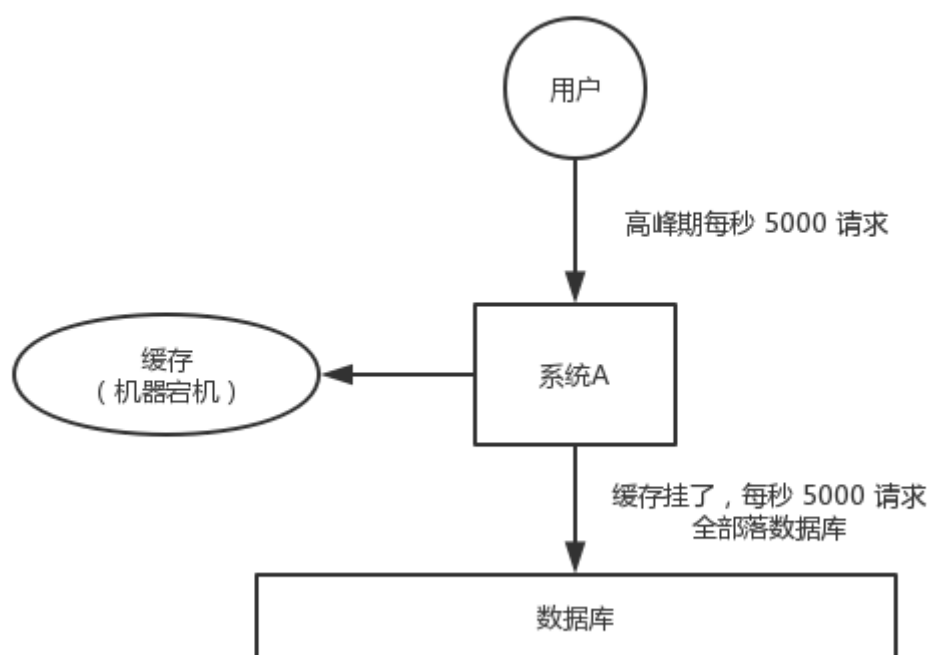 用户
高峰期每秒 5000 请求
缓存
（机器宕机）
系统A
缓存挂了，每秒 5000 请求
全部落数据库
数据库